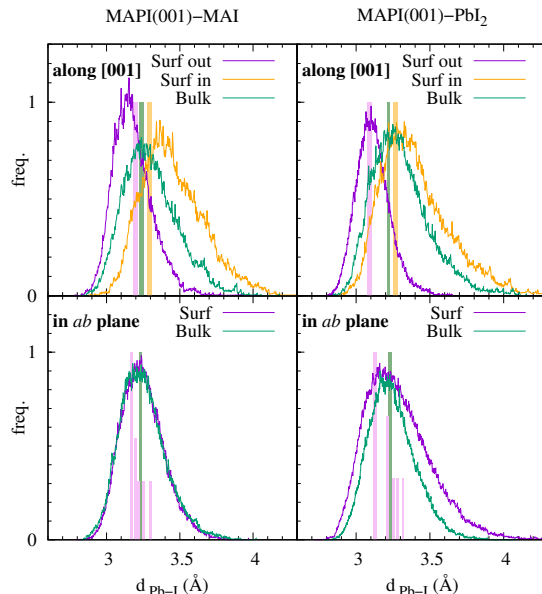 MAPI(001)−MAI
MAPI(001)−PbI2
along [001]
Surf out
Surf in
Bulk
along [001]
Surf out
Surf in
Bulk
1
freq.
0
in ab plane
Surf
Bulk
in ab plane
Surf
Bulk
1
freq.
0
3 3.5 4
3 3.5 4
d Pb−I (Å)
d Pb−I (Å)